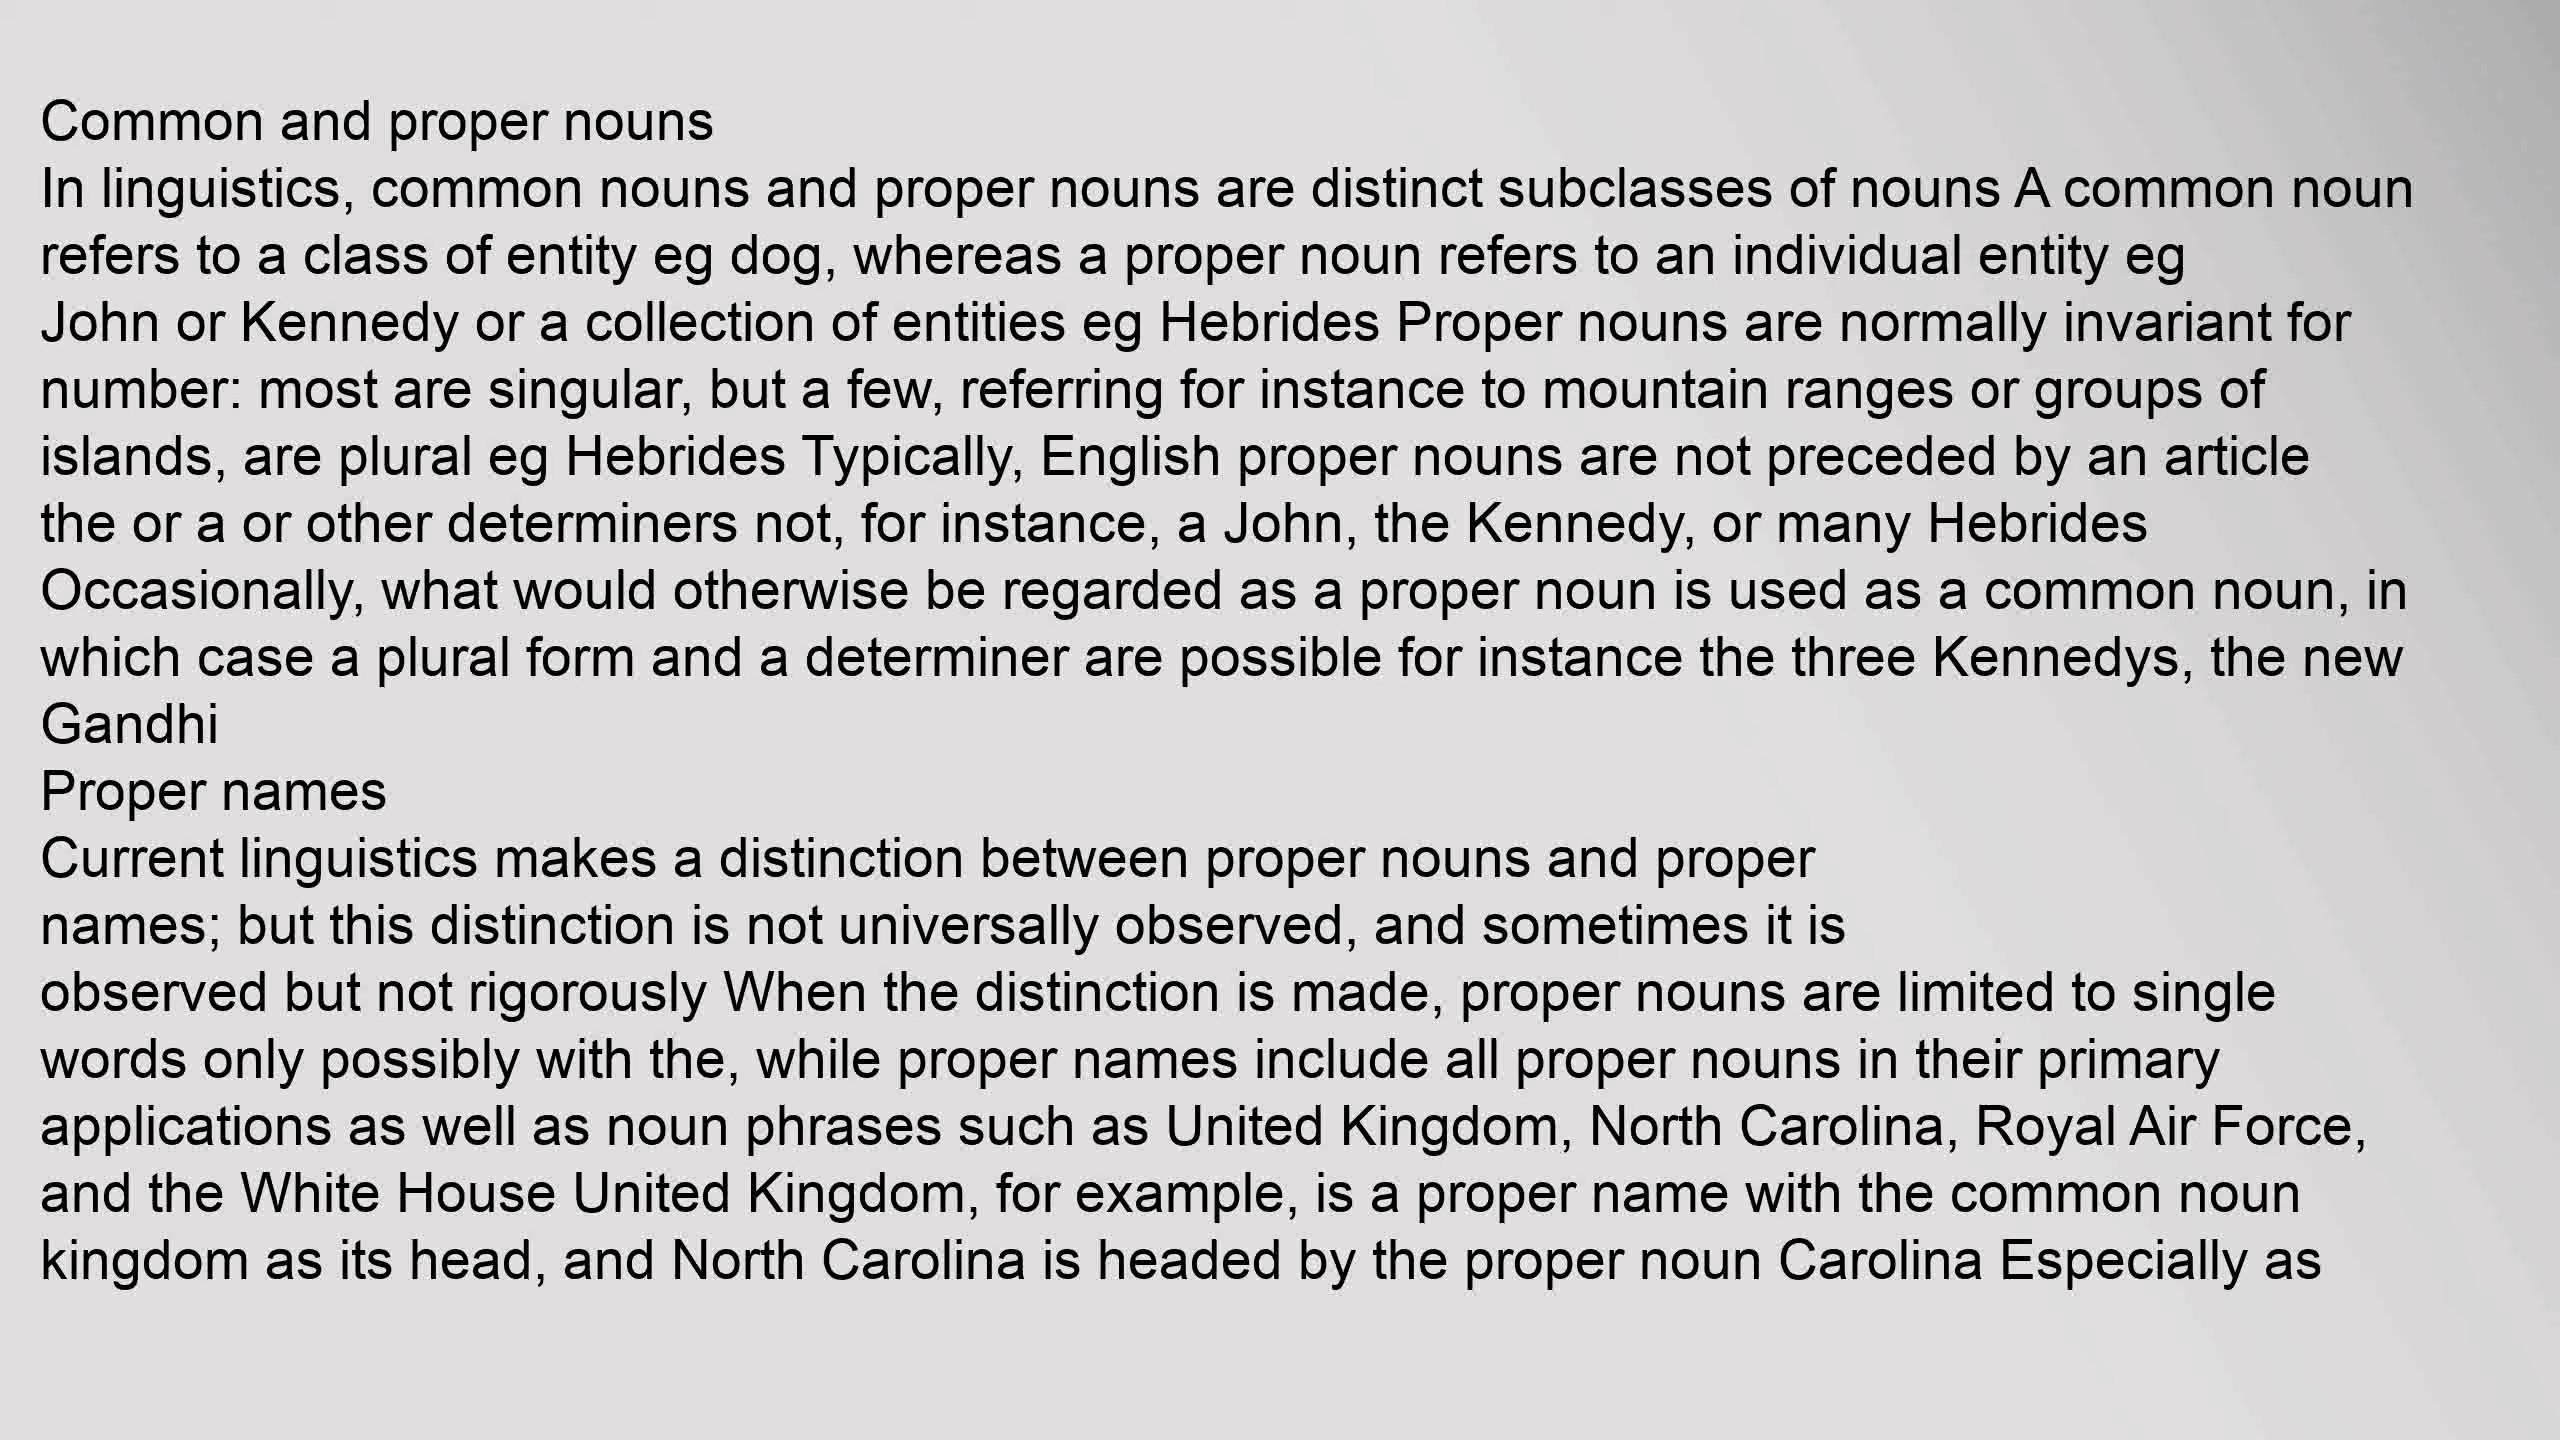 Common and proper nouns
In linguistics, common nouns and proper nouns are distinct subclasses of nouns A common noun
refers to a class of entity eg dog, whereas a proper noun refers to an individual entity eg
John or Kennedy or a collection of entities eg Hebrides Proper nouns are normally invariant for
number: most are singular, but a few, referring for instance to mountain ranges or groups of
islands, are plural eg Hebrides Typically, English proper nouns are not preceded by an article
the or a or other determiners not, for instance, a John, the Kennedy, or many Hebrides
Occasionally, what would otherwise be regarded as a proper noun is used as a common noun, in
which case a plural form and a determiner are possible for instance the three Kennedys, the new
Gandhi
Proper names
Current linguistics makes a distinction between proper nouns and proper
names; but this distinction is not universally observed, and sometimes it is
observed but not rigorously When the distinction is made, proper nouns are limited to single
words only possibly with the, while proper names include all proper nouns in their primary
applications as well as noun phrases such as United Kingdom, North Carolina, Royal Air Force,
and the White House United Kingdom, for example, is a proper name with the common noun
kingdom as its head, and North Carolina is headed by the proper noun Carolina Especially as